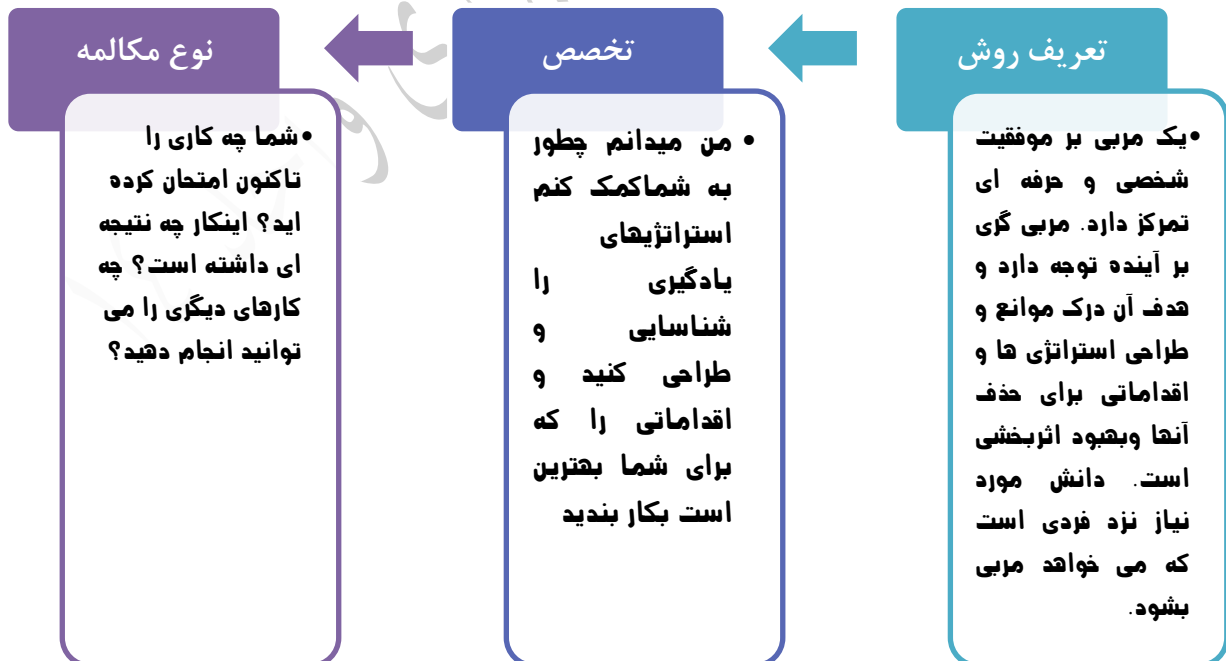 تعریف روش
یک مربی بر موفقیت
شخصی و حرفه ای
تمرکز دارد. مربی گری
بر آینده توجه دارد و
هدف آن درک موانع و
طراحی استراتژی ها و
اقداماتی برای حذف
آنها وبهبود اثربخشی
است. دانش مورد
نیاز نزد فردی است
که می خواهد مربی
بشود.
تخصص
من میدانم چطور
به شماکمک کنم
استراتژیهای
یادگیری را
شناسایی و
طراحی کنید و
اقداماتی را که
برای شما بهترین
است بکار بندید
نوع مکالمه
شما چه کاری را
تاکنون امتحان کرده
اید؟ اینکار چه نتیجه
ای داشته است؟ چه
کارهای دیگری را می
توانید انجام دهید؟